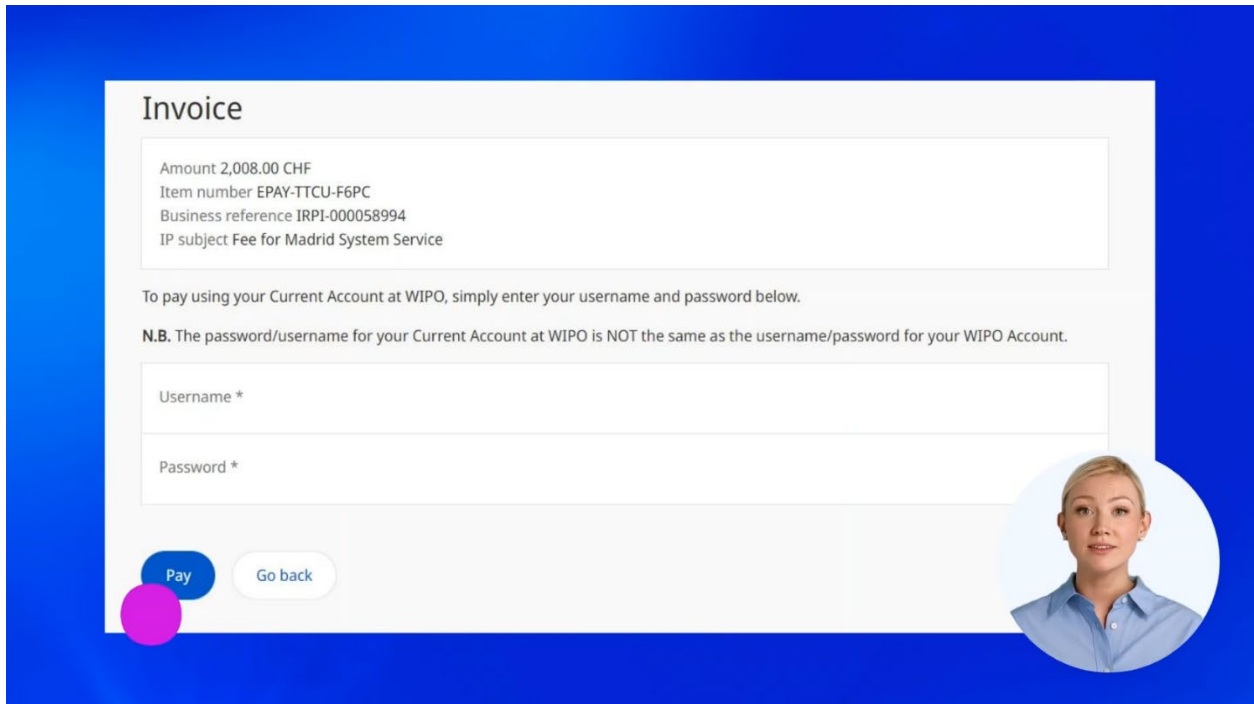 Invoice
Amount 2,008.00 CHF
Item number EPAY-TTCU-F6PC
Business reference IRPI-000058994
IP subject Fee for Madrid System Service
To pay using your Current Account at WIPO, simply enter your username and password below.
N.B. The password/username for your Current Account at WIPO is NOT the same as the username/password for your WIPO Account.
Username *
Password *
Pay
Go back